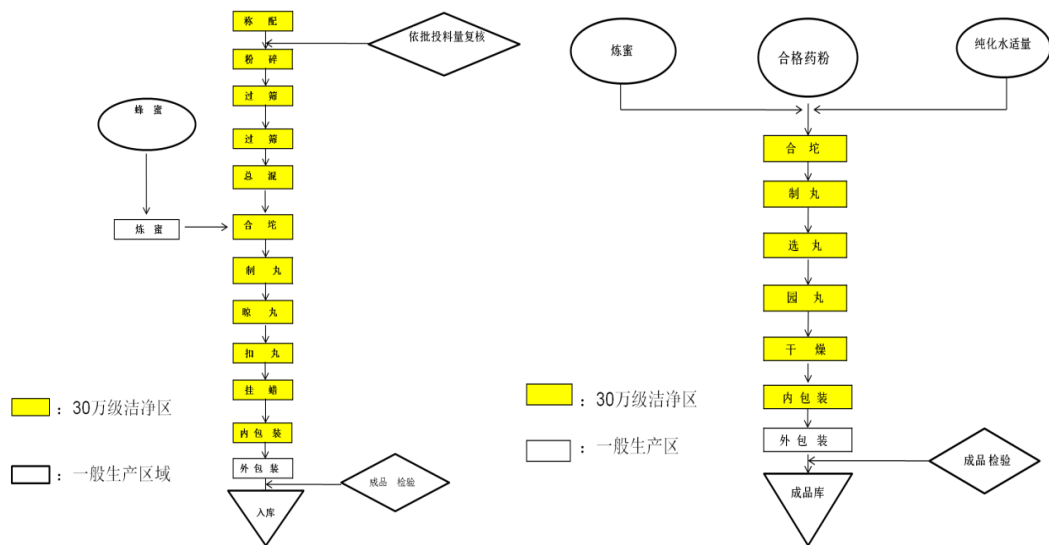 称 配
依批投料量复核
粉 碎
过 筛
蜂 蜜
过 筛
总 混
炼 蜜
合 坨
制 丸
晾 丸
扣 丸
挂 蜡
内 包 装
外 包 装
成品 检验
入库
: 30万级洁净区
: 一般生产区域
炼蜜
合格药粉
纯化水适量
合 坨
制 丸
选 丸
园 丸
干 燥
内 包 装
外 包 装
成品 检验
成品库
: 30万级洁净区
: 一般生产区